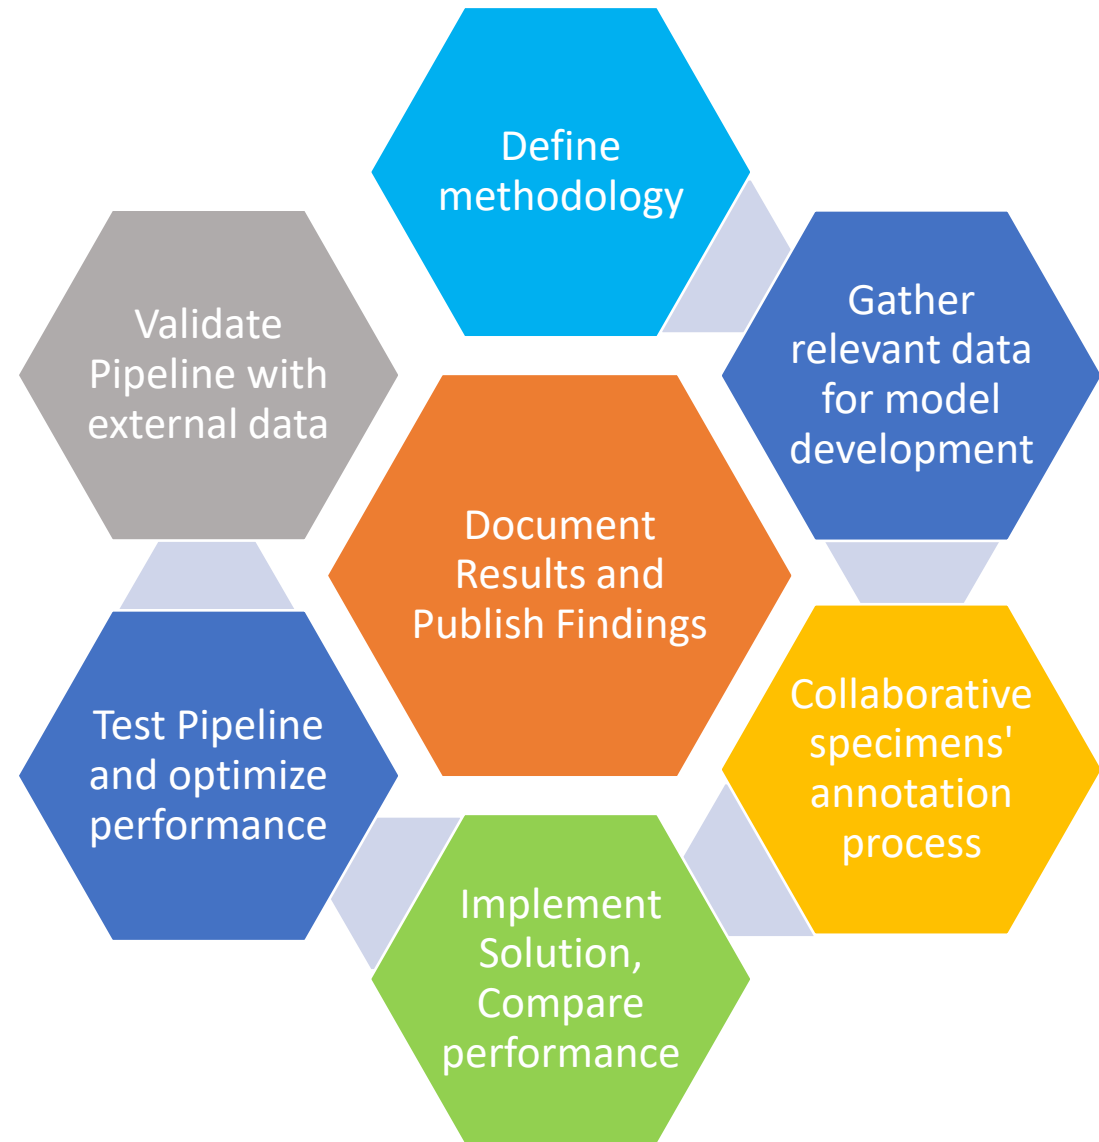 Define
methodology
Gather
relevant data
for model
development
Collaborative
specimens'
annotation
process
Implement
Solution,
Compare
performance
Test Pipeline
and optimize
performance
Validate
Pipeline with
external data
Document
Results and
Publish Findings